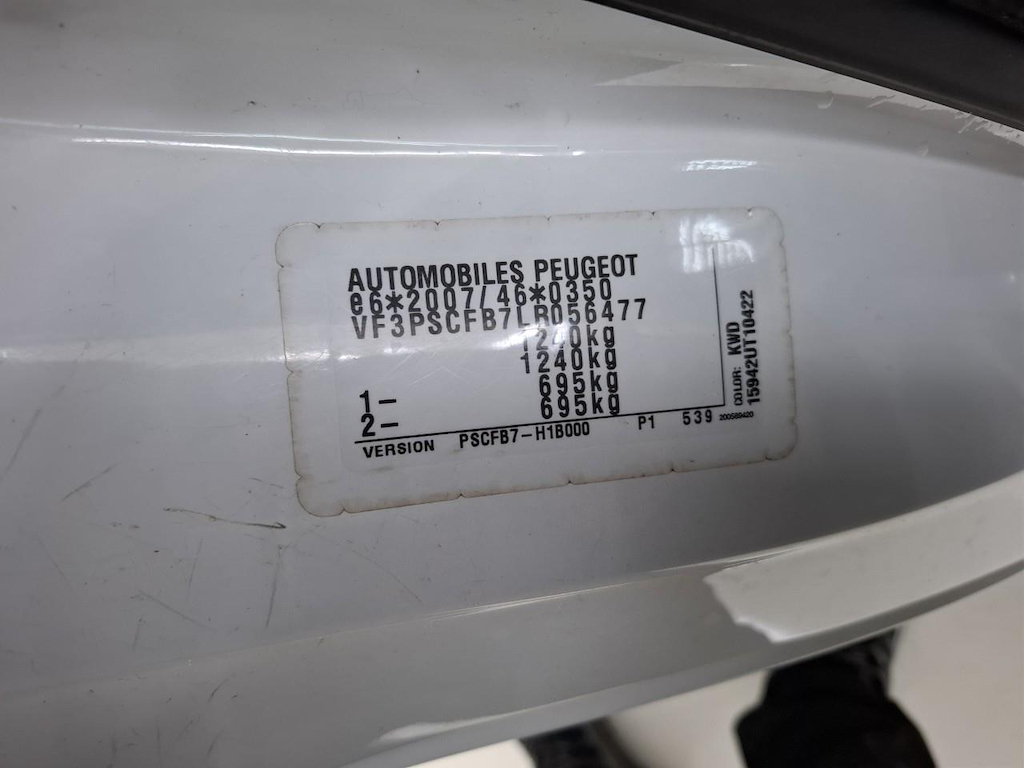 AUTOMOBILES PEUGEOT
e6*2007/46*0350
VF3PSCFB7LR056477
1240kg
1240kg
1- 695kg
2- 695kg
VERSION PSCFB7-H1B000 P1 539
COLOR: KWD
15942UT10422
200589420